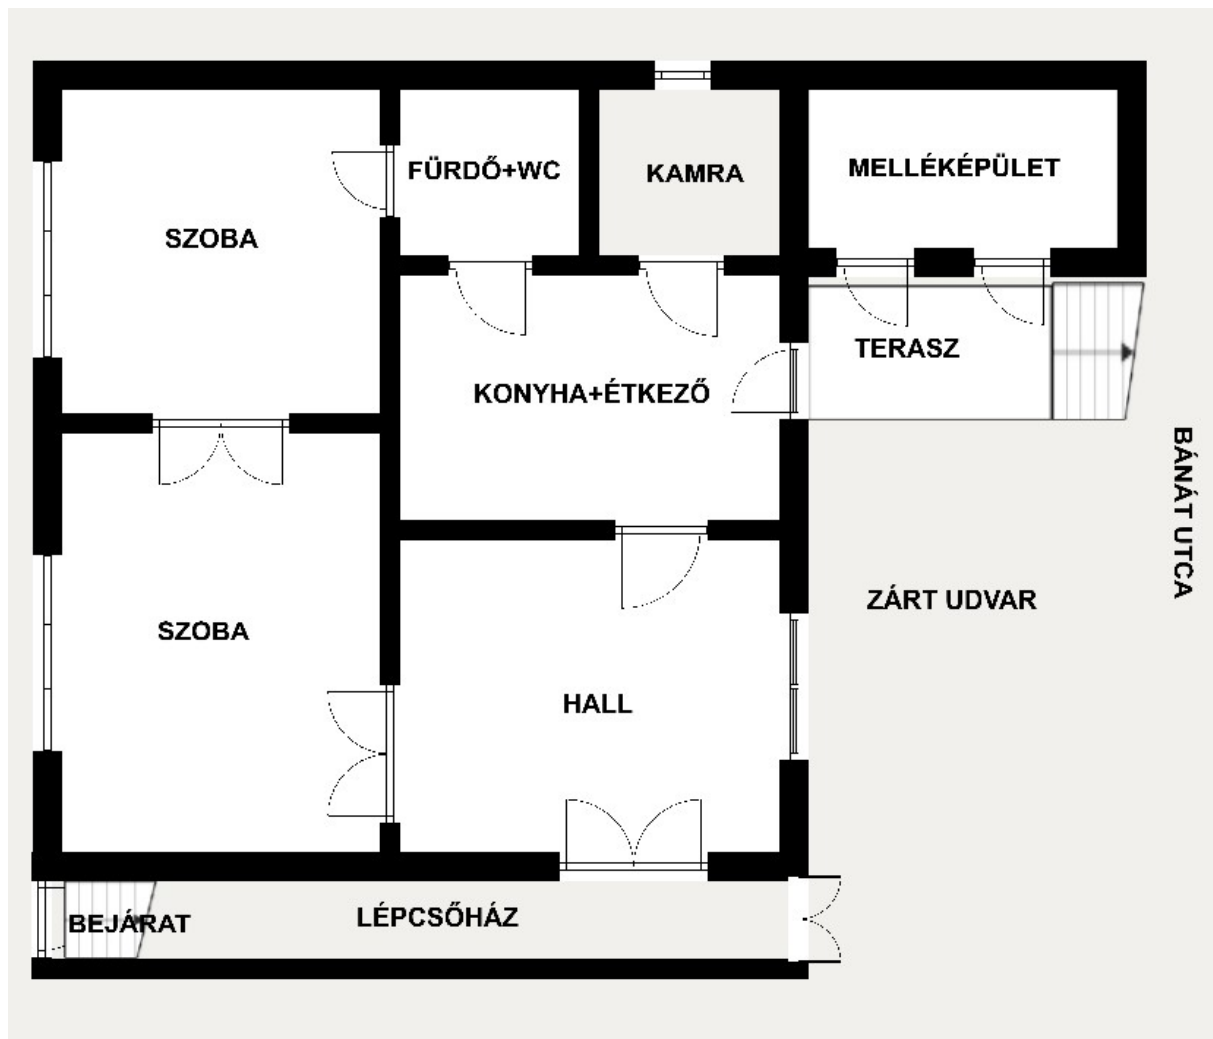 FÜRDŐ+WC
KAMRA
MELLÉKÉPÜLET
SZOBA
TERASZ
KONYHA+ÉTKEZŐ
BÁNÁT UTCA
ZÁRT UDVAR
SZOBA
HALL
BEJÁRAT
LÉPCSŐHÁZ